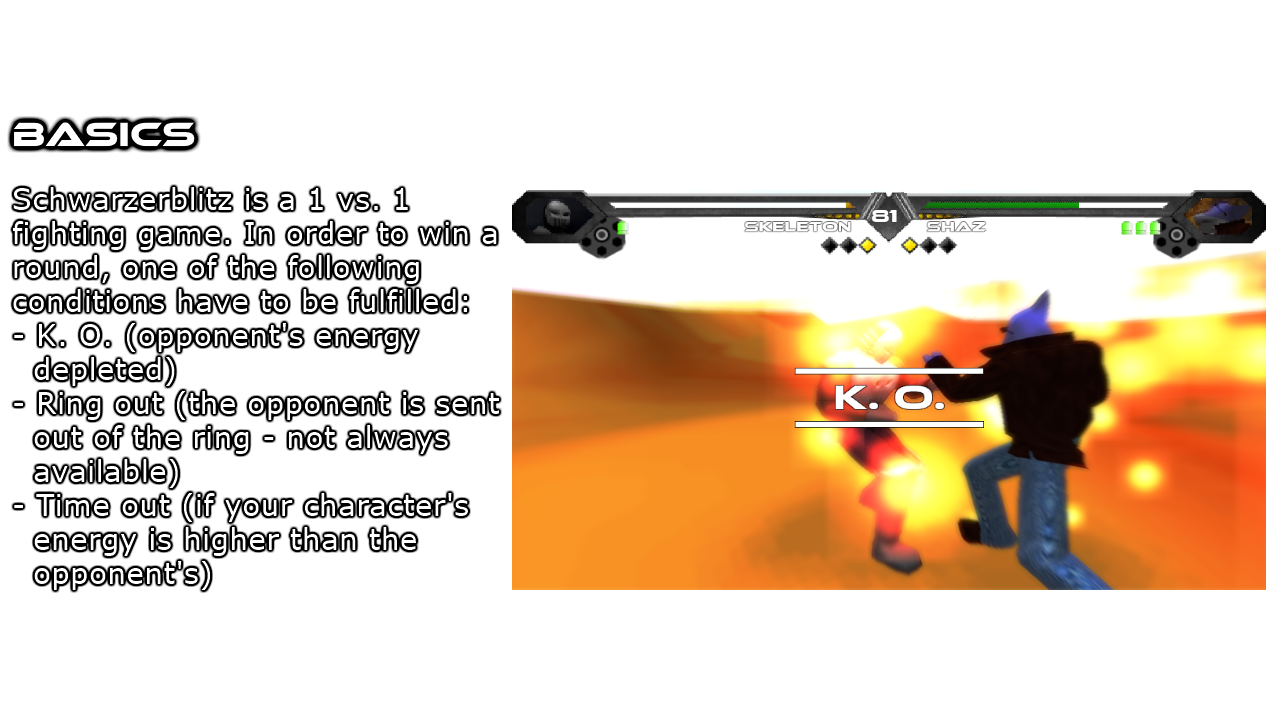 BASICS
Schwarzerblitz is a 1 vs. 1
fighting game. In order to win a
round, one of the following
conditions have to be fulfilled:
- K. O. (opponent's energy
depleted)
- Ring out (the opponent is sent
out of the ring - not always
available)
- Time out (if your character's
energy is higher than the
opponent's)
81
SKELETON
SHAZ
K. O.